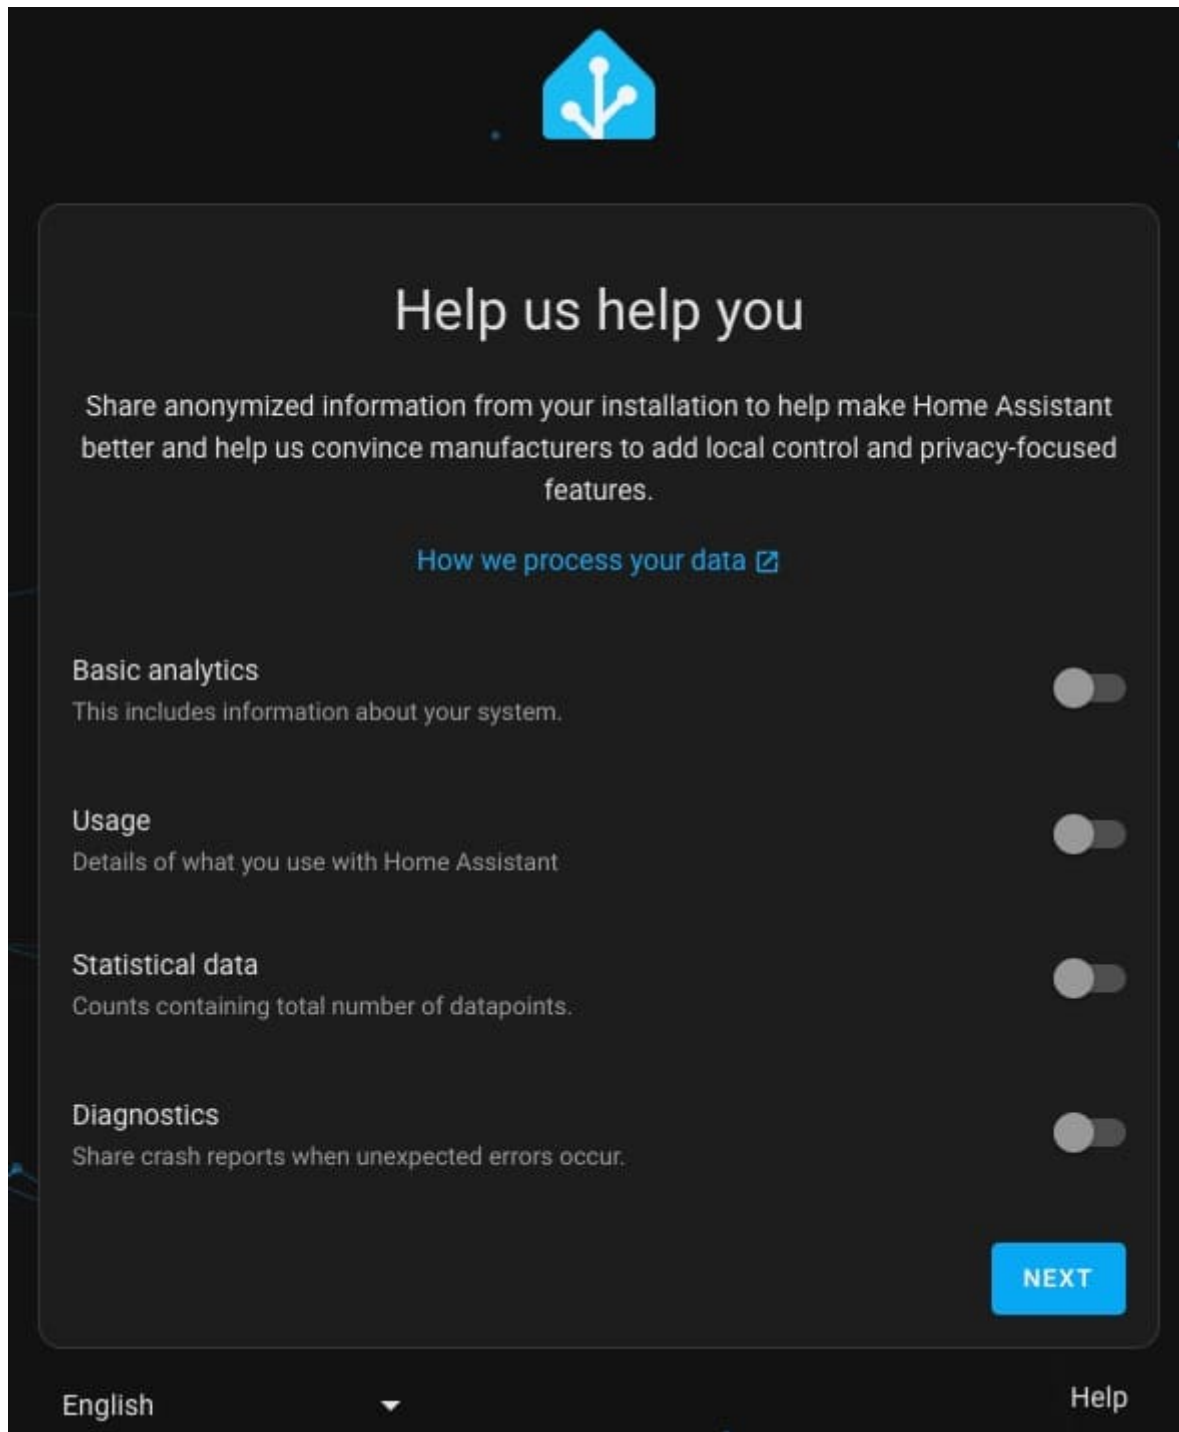 Help us help you
Share anonymized information from your installation to help make Home Assistant
better and help us convince manufacturers to add local control and privacy-focused
features.
How we process your data
Basic analytics
This includes information about your system.
Usage
Details of what you use with Home Assistant
Statistical data
Counts containing total number of datapoints.
Diagnostics
Share crash reports when unexpected errors occur.
NEXT
English
Help